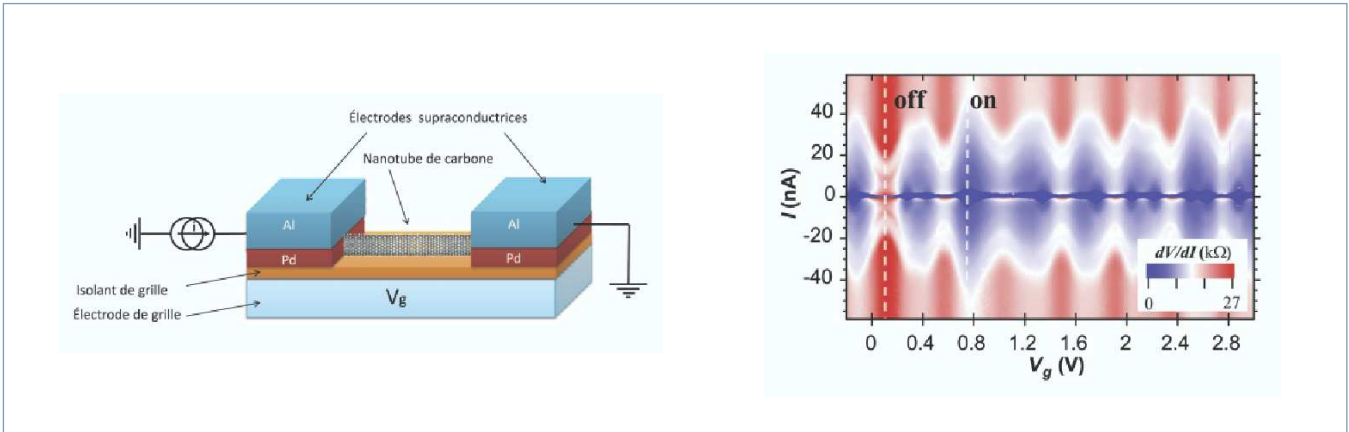 Électrodes supraconductrices
Nanotube de carbone
Al
Al
Pd
Pd
Isolant de grille
Électrode de grille
Vg
off
on
I (nA)
40
20
0
-20
-40
dV/dI (kΩ)
0
27
0
0.4
0.8
1.2
1.6
2
2.4
2.8
Vg (V)